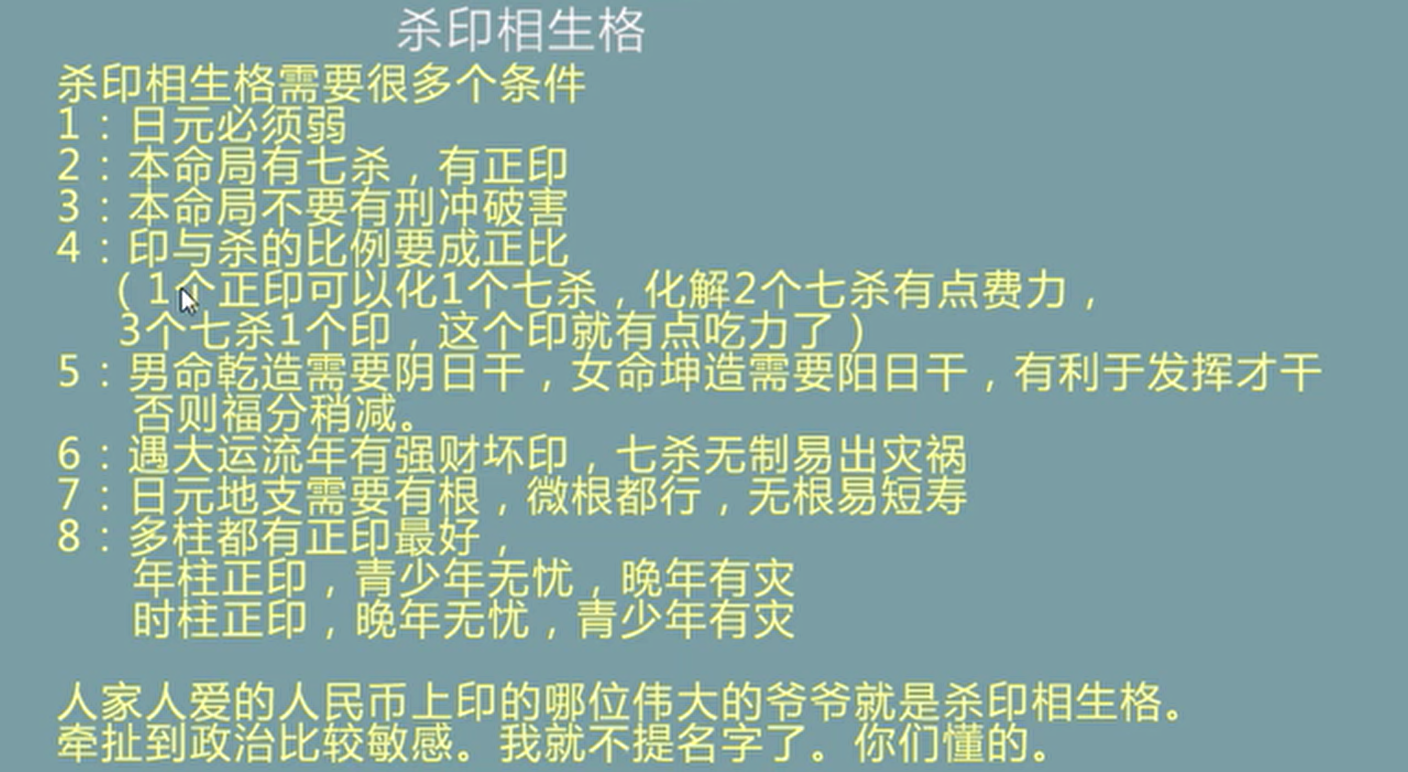 杀印相生格
杀印相生格需要很多个条件
1：日元必须弱
2：本命局有七杀，有正印
3：本命局不要有刑冲破害
4：印与杀的比例要成正比
（1个正印可以化1个七杀，化解2个七杀有点费力，
3个七杀1个印，这个印就有点吃力了）
5：男命乾造需要阴日干，女命坤造需要阳日干，有利于发挥才干
否则福分稍减。
6：遇大运流年有强财坏印，七杀无制易出灾祸
7：日元地支需要有根，微根都行，无根易短寿
8：多柱都有正印最好，
年柱正印，青少年无忧，晚年有灾
时柱正印，晚年无忧，青少年有灾
人家人爱的人民币上印的哪位伟大的爷爷就是杀印相生格。
牵扯到政治比较敏感。我就不提名字了。你们懂的。